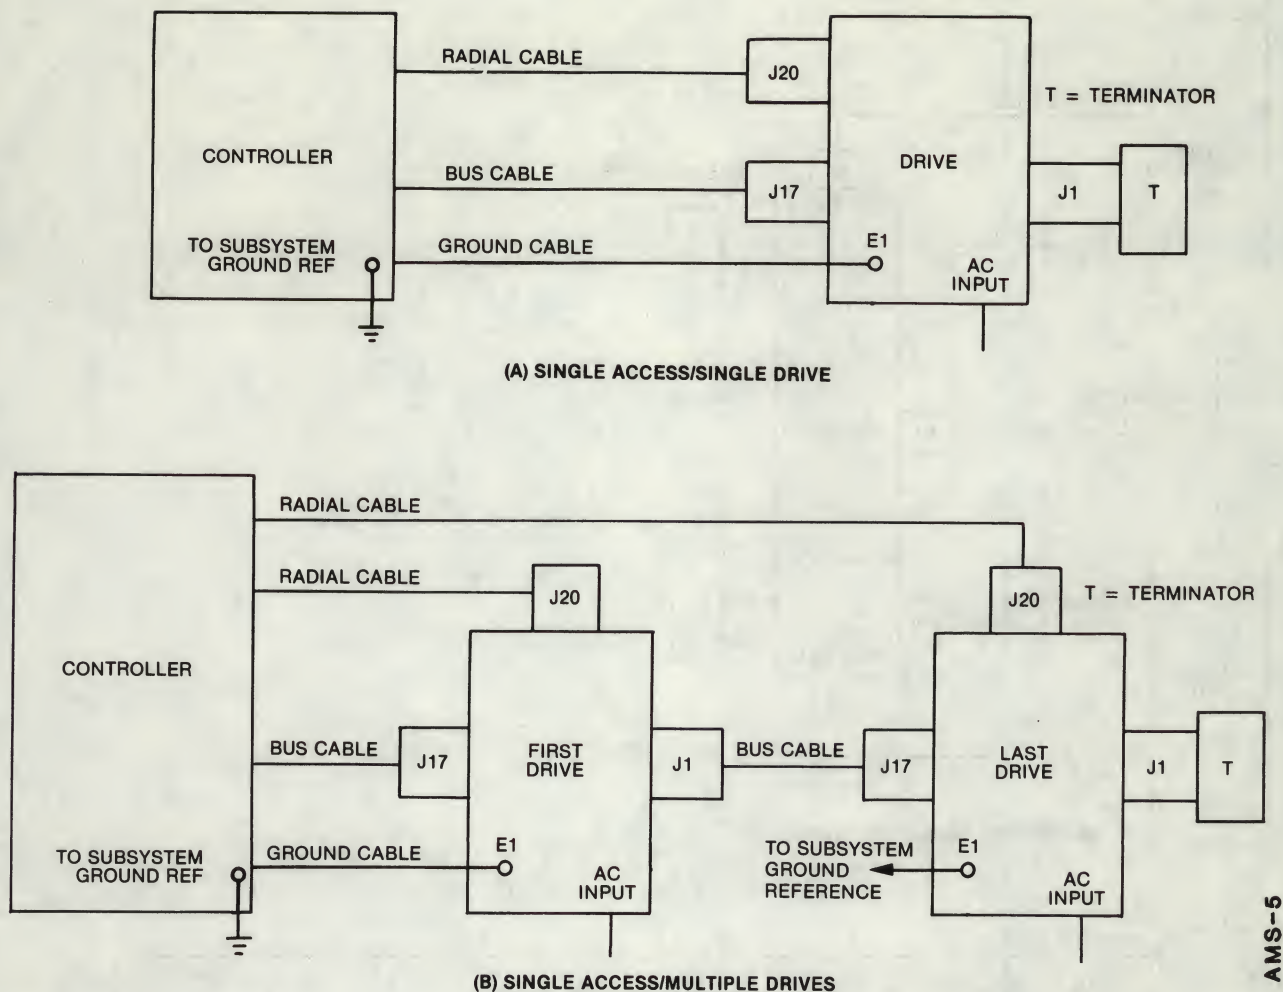 RADIAL CABLE
J20
T = TERMINATOR
CONTROLLER
BUS CABLE
J17
DRIVE
J1
T
TO SUBSYSTEM
GROUND REF
GROUND CABLE
E1
AC
INPUT
(A) SINGLE ACCESS/SINGLE DRIVE
RADIAL CABLE
RADIAL CABLE
J20
J20
T = TERMINATOR
CONTROLLER
BUS CABLE
J17
FIRST
DRIVE
J1
BUS CABLE
J17
LAST
DRIVE
J1
T
TO SUBSYSTEM
GROUND REF
GROUND CABLE
E1
AC
INPUT
TO SUBSYSTEM
GROUND
REFERENCE
E1
AC
INPUT
(B) SINGLE ACCESS/MULTIPLE DRIVES
AMS-5